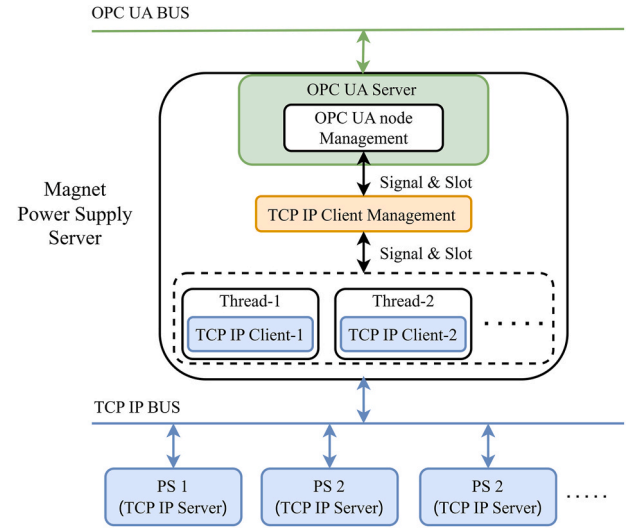 OPC UA BUS
OPC UA Server
OPC UA node
Management
Signal & Slot
Magnet
Power Supply
Server
TCP IP Client Management
Signal & Slot
Thread-1
Thread-2
TCP IP Client-1
TCP IP Client-2
......
TCP IP BUS
PS 1
(TCP IP Server)
PS 2
(TCP IP Server)
PS 2
(TCP IP Server)
.....